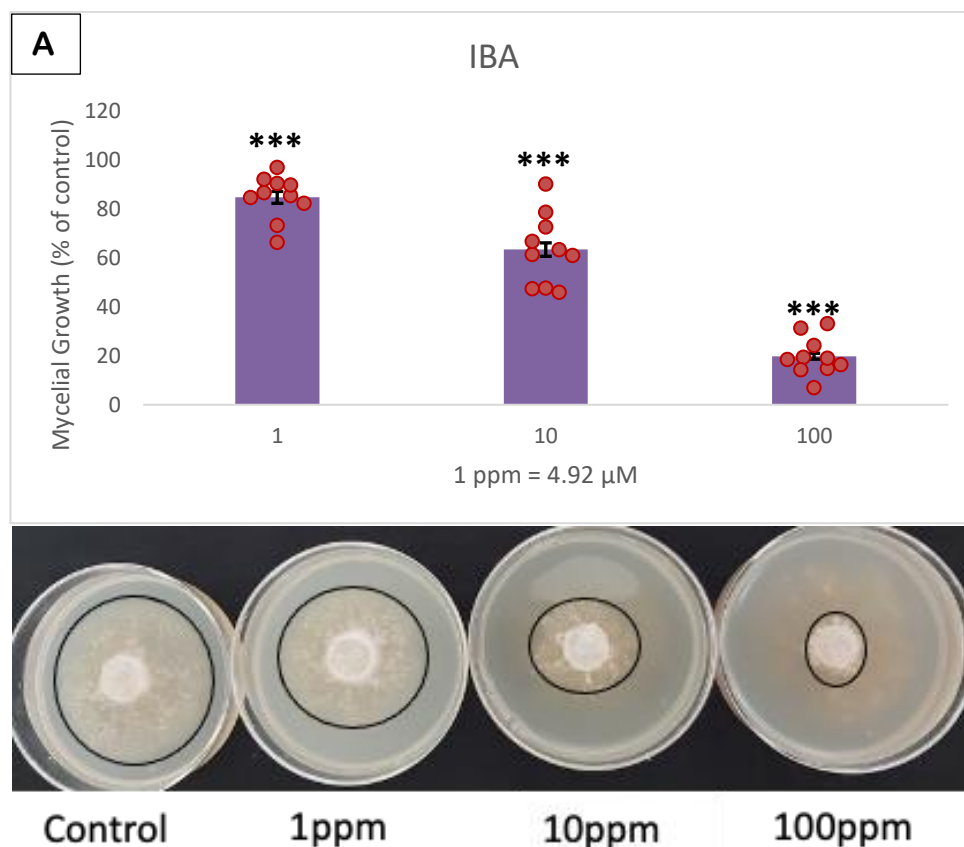 A
IBA
Mycelial Growth (% of control)
120
100
80
60
40
20
0
***
***
***
1 10 100
1 ppm = 4.92 µM
Control 1ppm 10ppm 100ppm